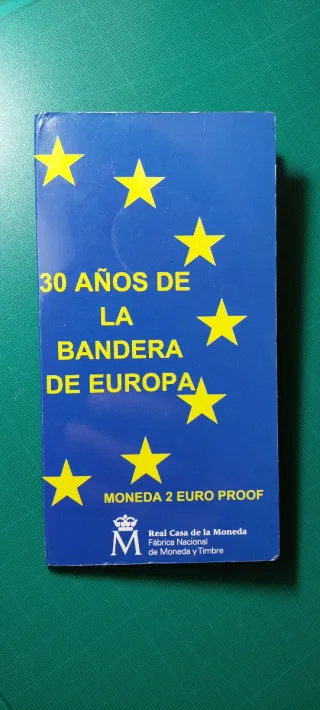 30 AÑOS DE
LA
BANDERA
DE EUROPA
MONEDA 2 EURO PROOF
M
Real Casa de la Moneda
Fábrica Nacional
de Moneda y Timbre